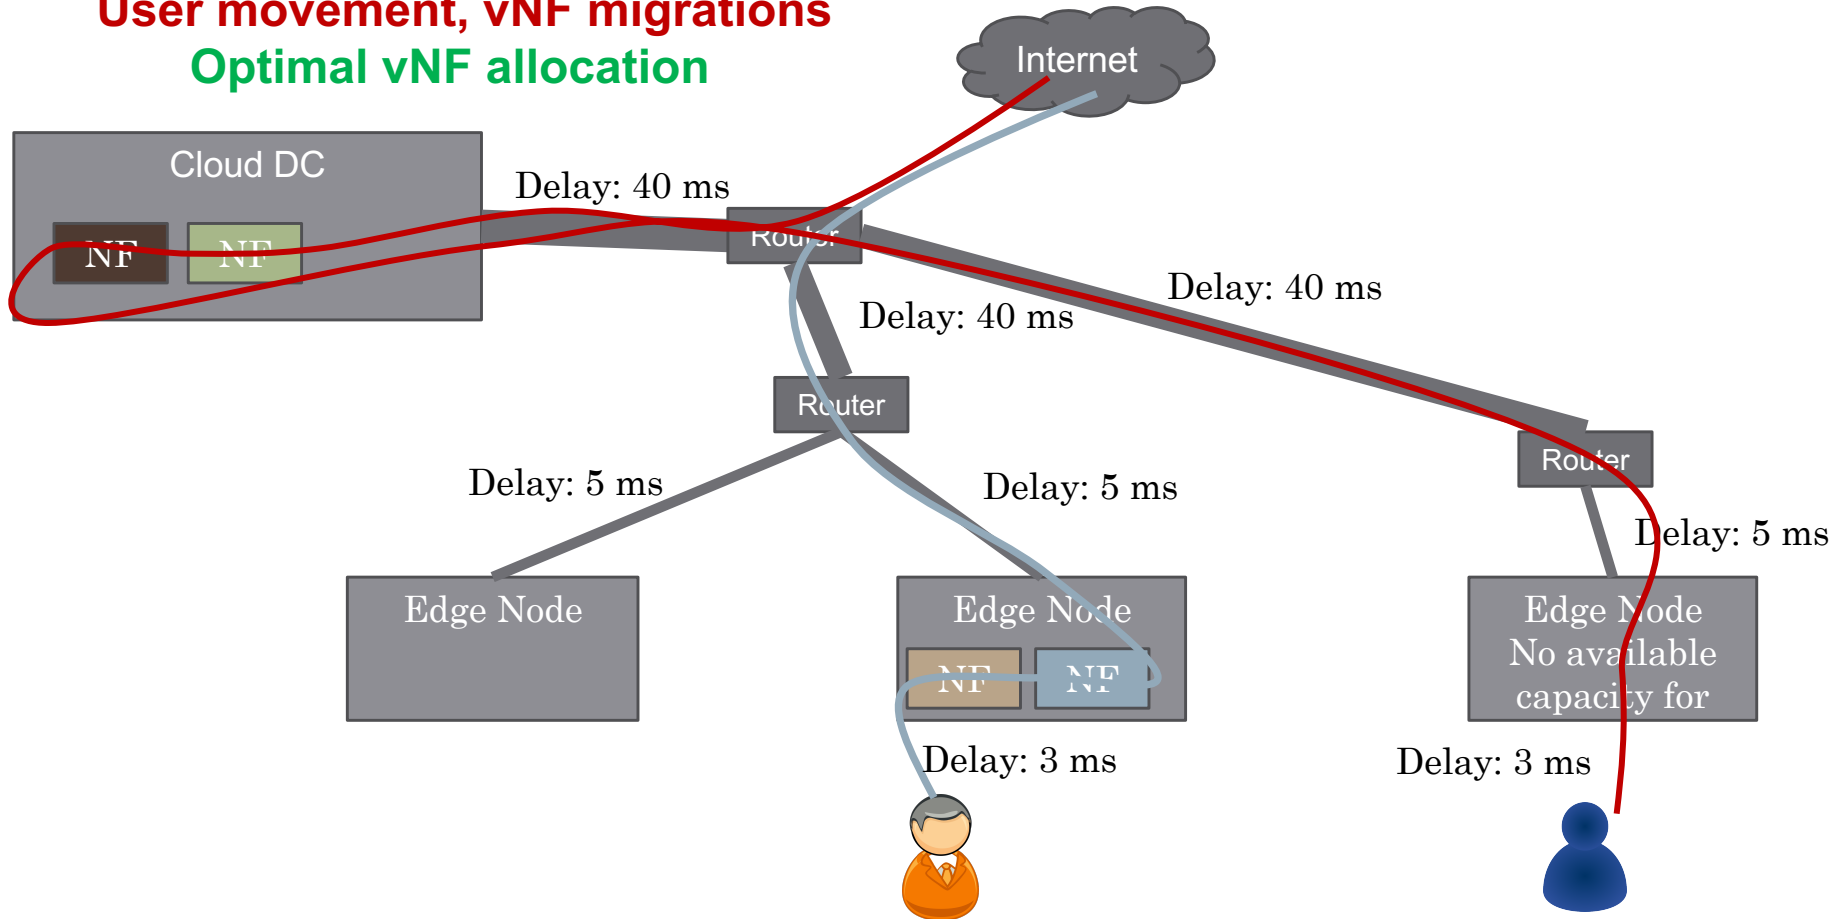 User movement, vNF migrations
Optimal vNF allocation
Internet
Cloud DC
Delay: 40 ms
NF
NF
Router
Delay: 40 ms
Delay: 40 ms
Router
Router
Delay: 5 ms
Delay: 5 ms
Delay: 5 ms
Edge Node
Edge Node
NF
NF
Edge Node
No available
capacity for
Delay: 3 ms
Delay: 3 ms